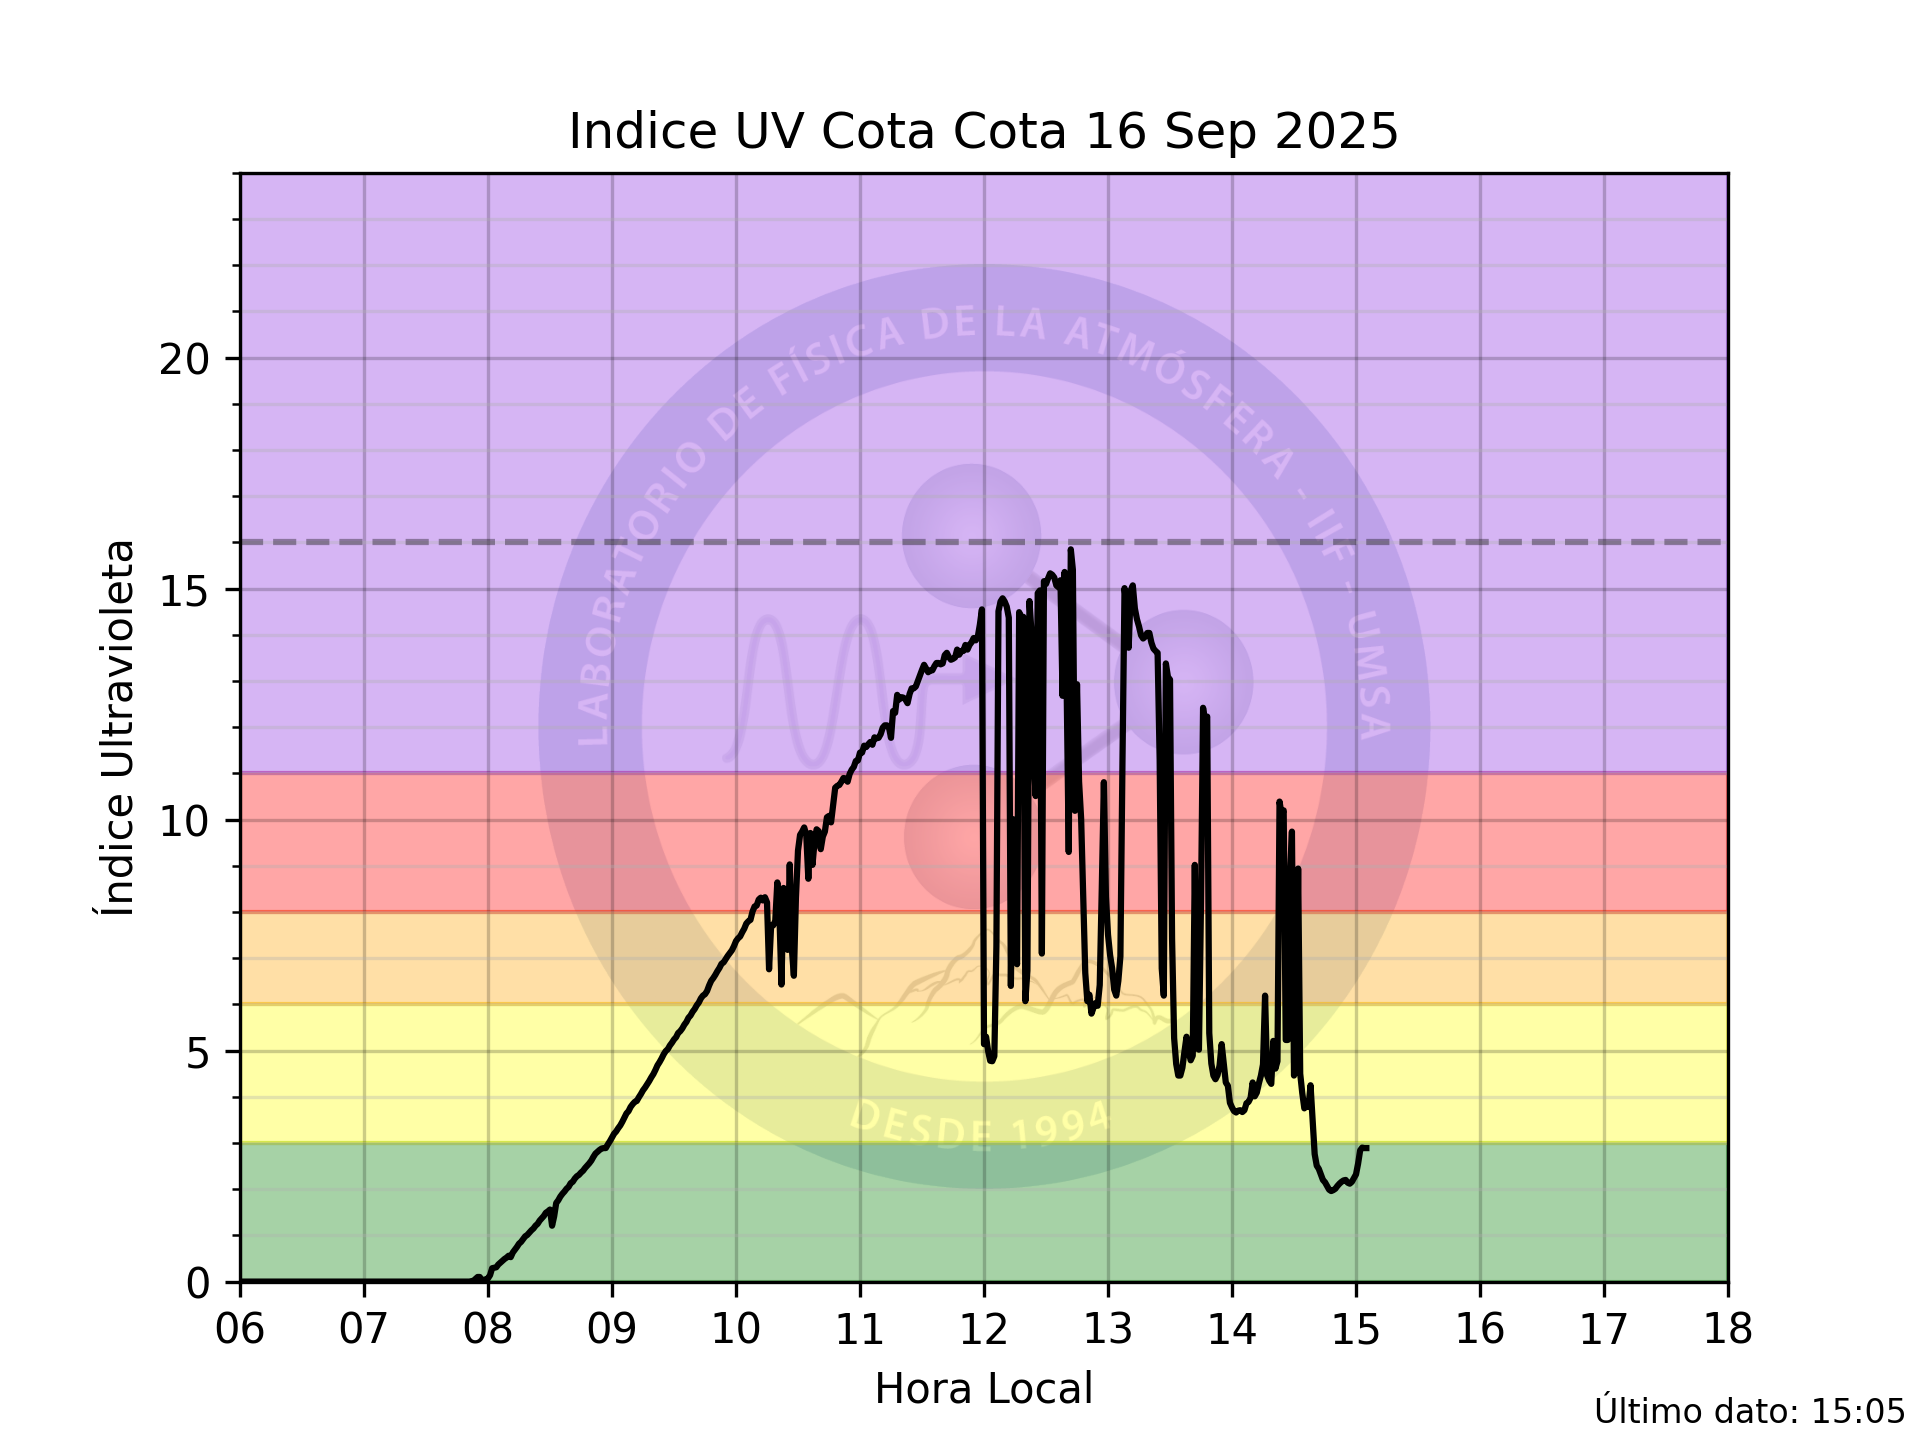 Indice UV Cota Cota 16 Sep 2025
LABORATORIO DE FÍSICA DE LA ATMÓSFERA - IIF - UMSA
DESDE 1994
Índice Ultravioleta
20
15
10
5
0
06 07 08 09 10 11 12 13 14 15 16 17 18
Hora Local
Último dato: 15:05